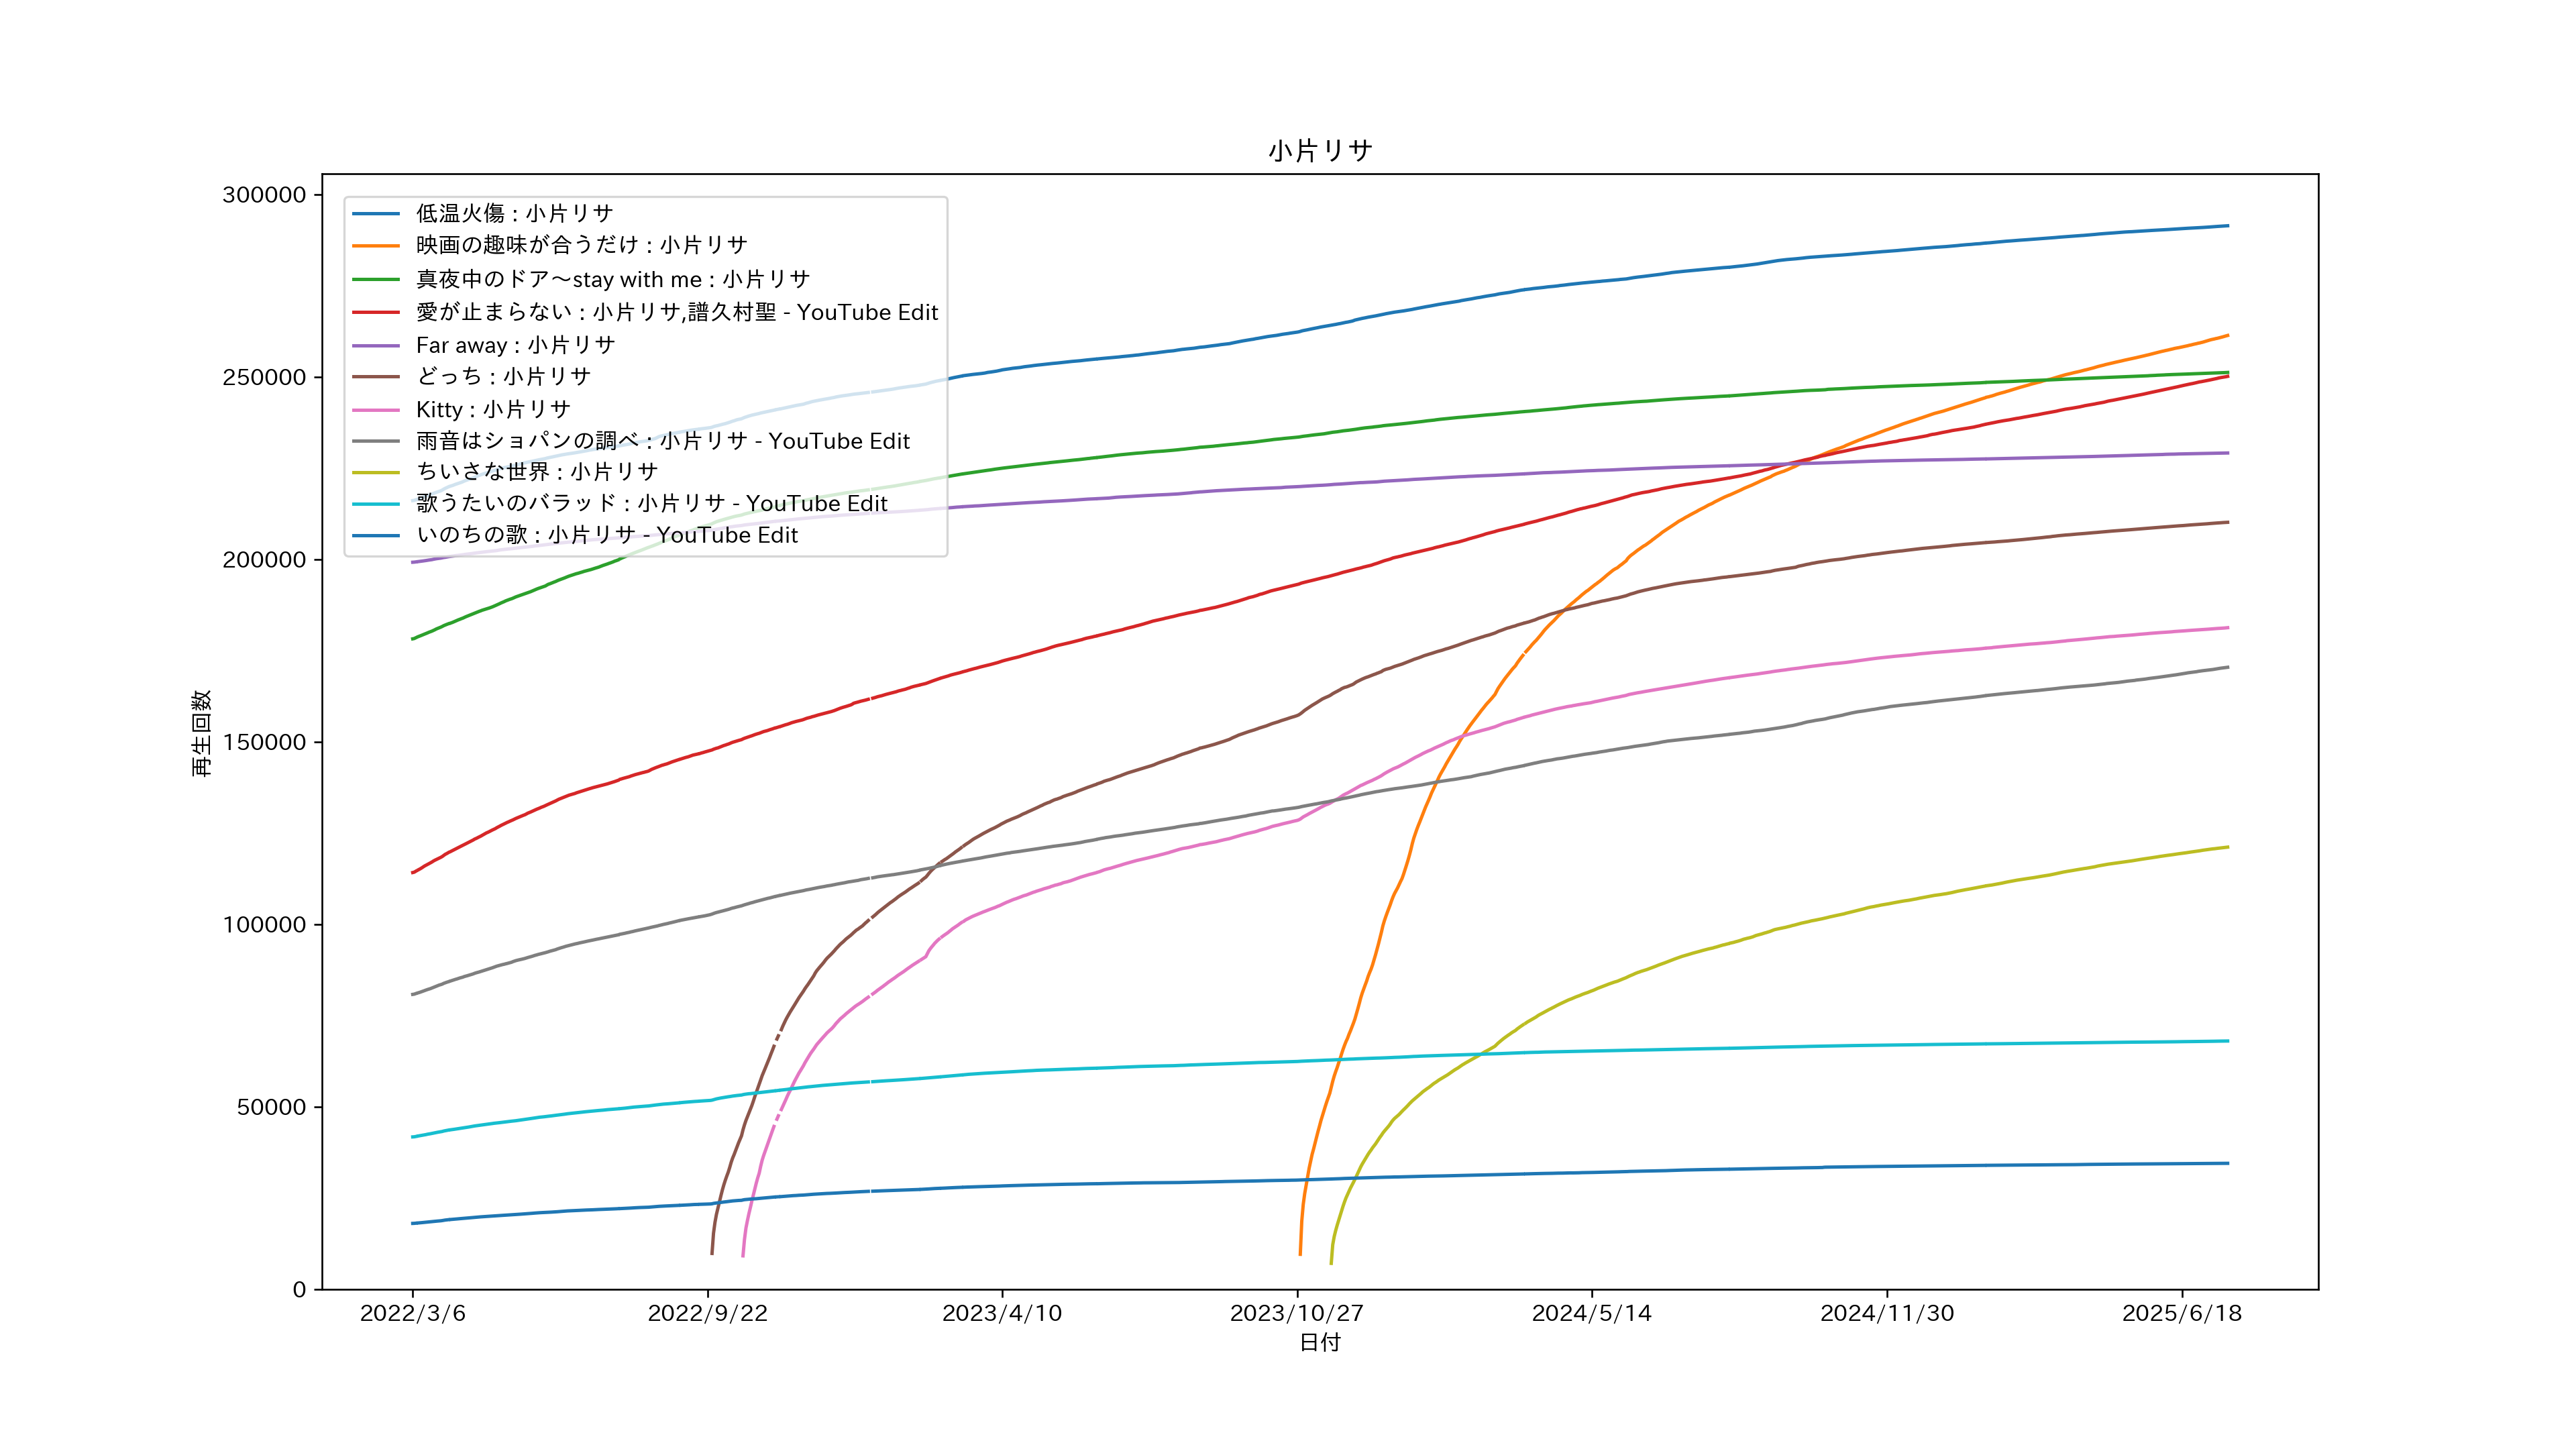 小片リサ
300000
250000
200000
150000
100000
50000
0
再生回数
低温火傷 : 小片リサ
映画の趣味が合うだけ : 小片リサ
真夜中のドア～stay with me : 小片リサ
愛が止まらない : 小片リサ,譜久村聖 - YouTube Edit
Far away : 小片リサ
どっち : 小片リサ
Kitty : 小片リサ
雨音はショパンの調べ : 小片リサ - YouTube Edit
ちいさな世界 : 小片リサ
歌うたいのバラッド : 小片リサ - YouTube Edit
いのちの歌 : 小片リサ - YouTube Edit
2022/3/6 2022/9/22 2023/4/10 2023/10/27 2024/5/14 2024/11/30 2025/6/18
日付